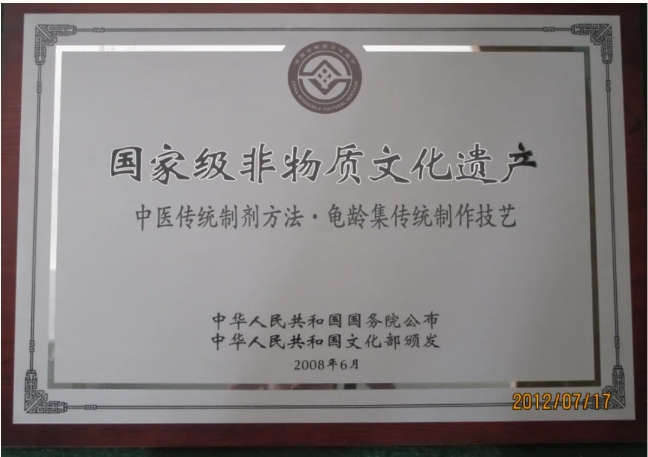 国家级非物质文化遗产
中医传统制剂方法·龟龄集传统制作技艺
中华人民共和国国务院公布
中华人民共和国文化部颁发
2008年6月
2012/07/17